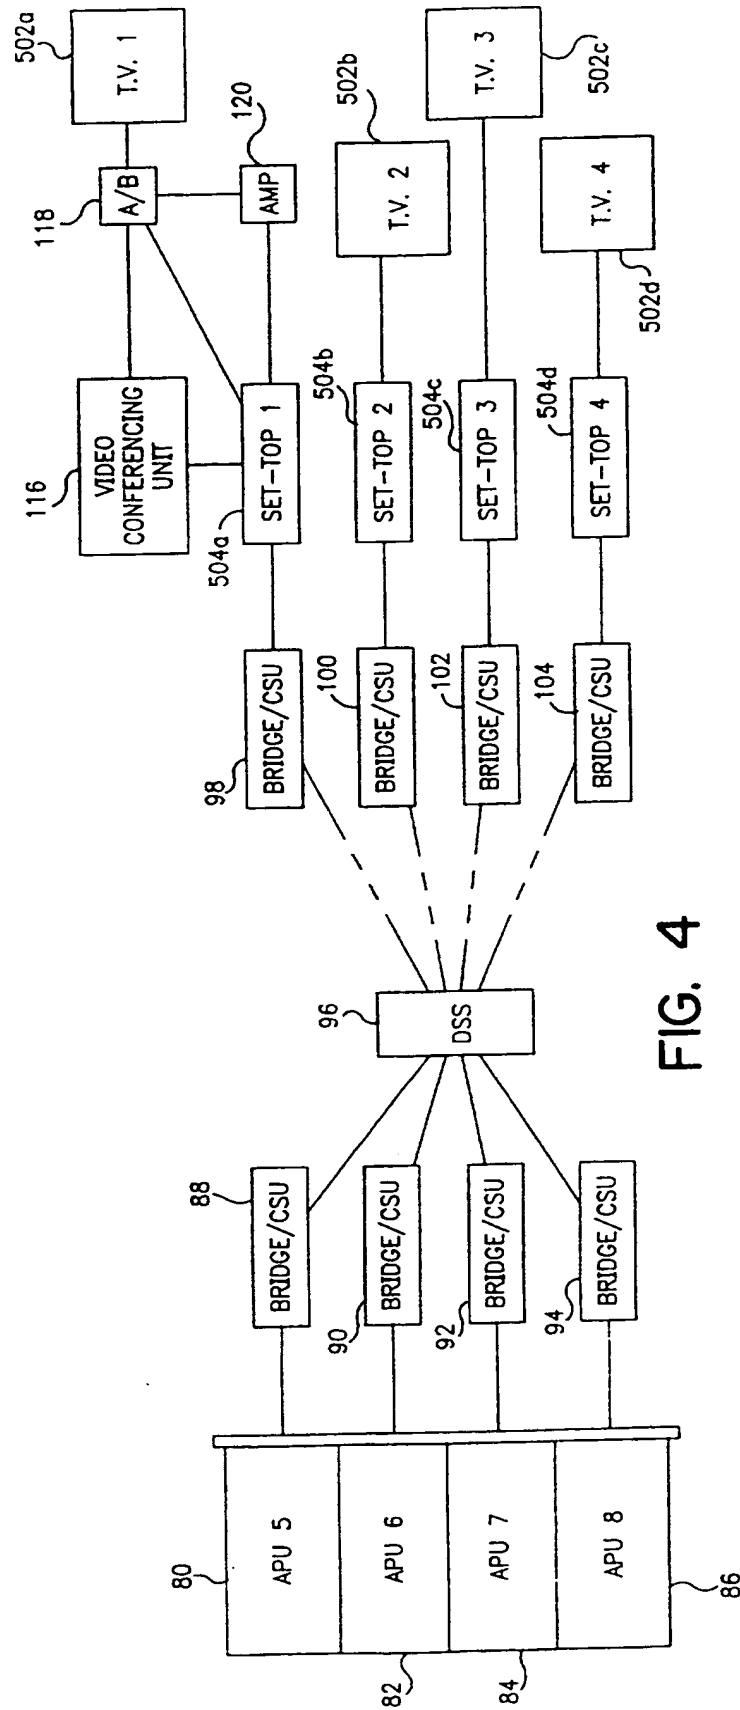 502a
T.V. 1
118
A/B
120
AMP
116
VIDEO
CONFERENCING
UNIT
504a
SET-TOP 1
98
BRIDGE/CSU
502b
T.V. 2
504b
SET-TOP 2
100
BRIDGE/CSU
T.V. 3
502c
504c
SET-TOP 3
102
BRIDGE/CSU
T.V. 4
502d
504d
SET-TOP 4
104
BRIDGE/CSU
96
DSS
88
BRIDGE/CSU
90
BRIDGE/CSU
92
BRIDGE/CSU
94
BRIDGE/CSU
80
APU 5
APU 6
82
APU 7
84
APU 8
86
FIG. 4